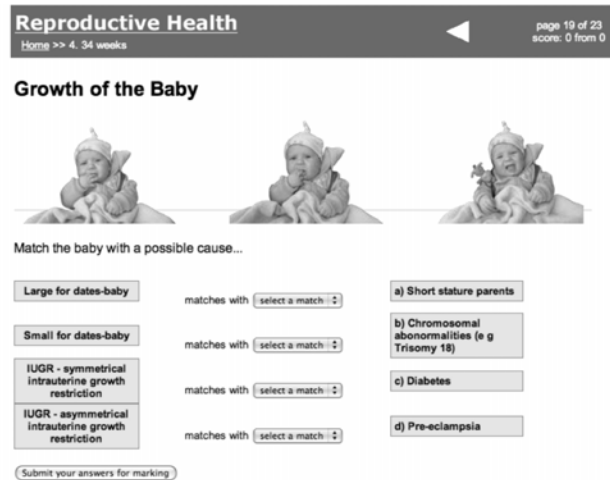 Reproductive Health
Home >> 4. 34 weeks
page 19 of 23
score: 0 from 0
Growth of the Baby
Match the baby with a possible cause...
Large for dates-baby
matches with
select a match
a) Short stature parents
Small for dates-baby
matches with
select a match
b) Chromosomal
abonormalities (e g
Trisomy 18)
IUGR - symmetrical
intrauterine growth
restriction
matches with
select a match
c) Diabetes
IUGR - asymmetrical
intrauterine growth
restriction
matches with
select a match
d) Pre-eclampsia
Submit your answers for marking